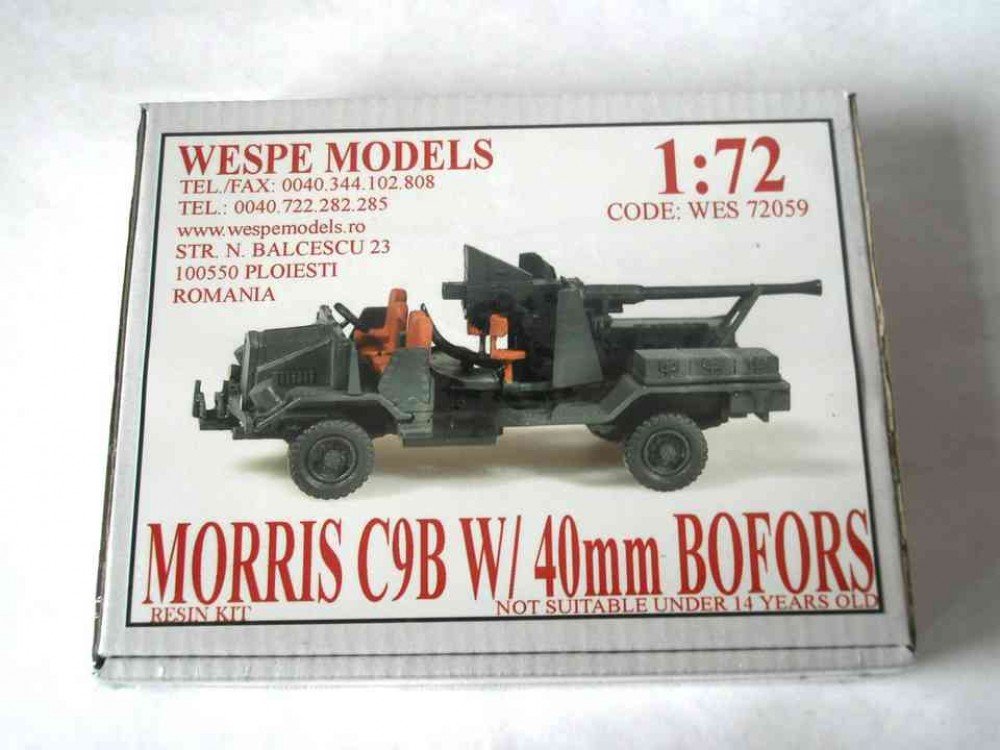 WESPE MODELS
TEL./FAX: 0040.344.102.808
TEL.: 0040.722.282.285
www.wespemodels.ro
STR. N. BALCESCU 23
100550 PLOIESTI
ROMANIA
1:72
CODE: WES 72059
MORRIS C9B W/ 40mm BOFORS
RESIN KIT
NOT SUITABLE UNDER 14 YEARS OLD